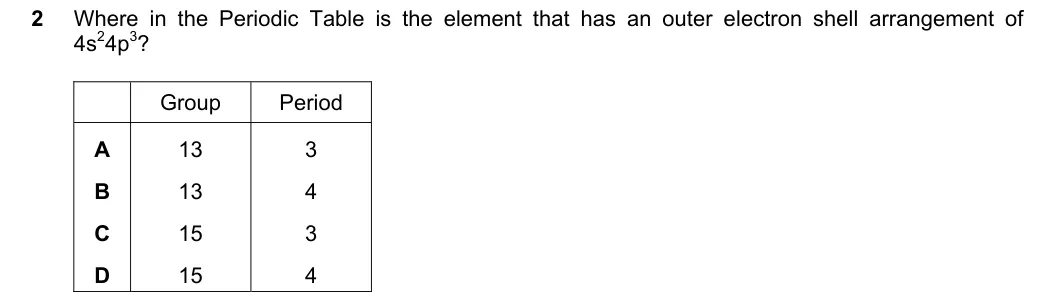 2 Where in the Periodic Table is the element that has an outer electron shell arrangement of
4s²4p³?
Group Period
A 13 3
B 13 4
C 15 3
D 15 4